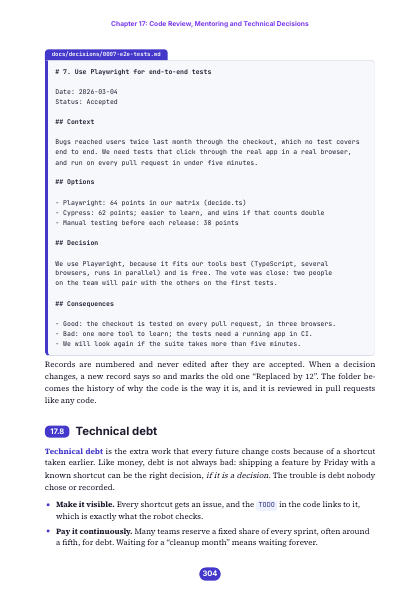 Chapter 17: Code Review, Mentoring and Technical Decisions
docs/decisions/0007-e2e-tests.md
# 7. Use Playwright for end-to-end tests
Date: 2026-03-04
Status: Accepted
## Context
Bugs reached users twice last month through the checkout, which no test covers
end to end. We need tests that click through the real app in a real browser,
and run on every pull request in under five minutes.
## Options
- Playwright: 64 points in our matrix (decide.ts)
- Cypress: 62 points; easier to learn, and wins if that counts double
- Manual testing before each release: 38 points
## Decision
We use Playwright, because it fits our tools best (TypeScript, several
browsers, runs in parallel) and is free. The vote was close: two people
on the team will pair with the others on the first tests.
## Consequences
- Good: the checkout is tested on every pull request, in three browsers.
- Bad: one more tool to learn; the tests need a running app in CI.
- We will look again if the suite takes more than five minutes.
Records are numbered and never edited after they are accepted. When a decision
changes, a new record says so and marks the old one “Replaced by 12”. The folder be-
comes the history of why the code is the way it is, and it is reviewed in pull requests
like any code.
17.8 Technical debt
Technical debt is the extra work that every future change costs because of a shortcut
taken earlier. Like money, debt is not always bad: shipping a feature by Friday with a
known shortcut can be the right decision, if it is a decision. The trouble is debt nobody
chose or recorded.
• Make it visible. Every shortcut gets an issue, and the TODO in the code links to it,
which is exactly what the robot checks.
• Pay it continuously. Many teams reserve a fixed share of every sprint, often around
a fifth, for debt. Waiting for a “cleanup month” means waiting forever.
304